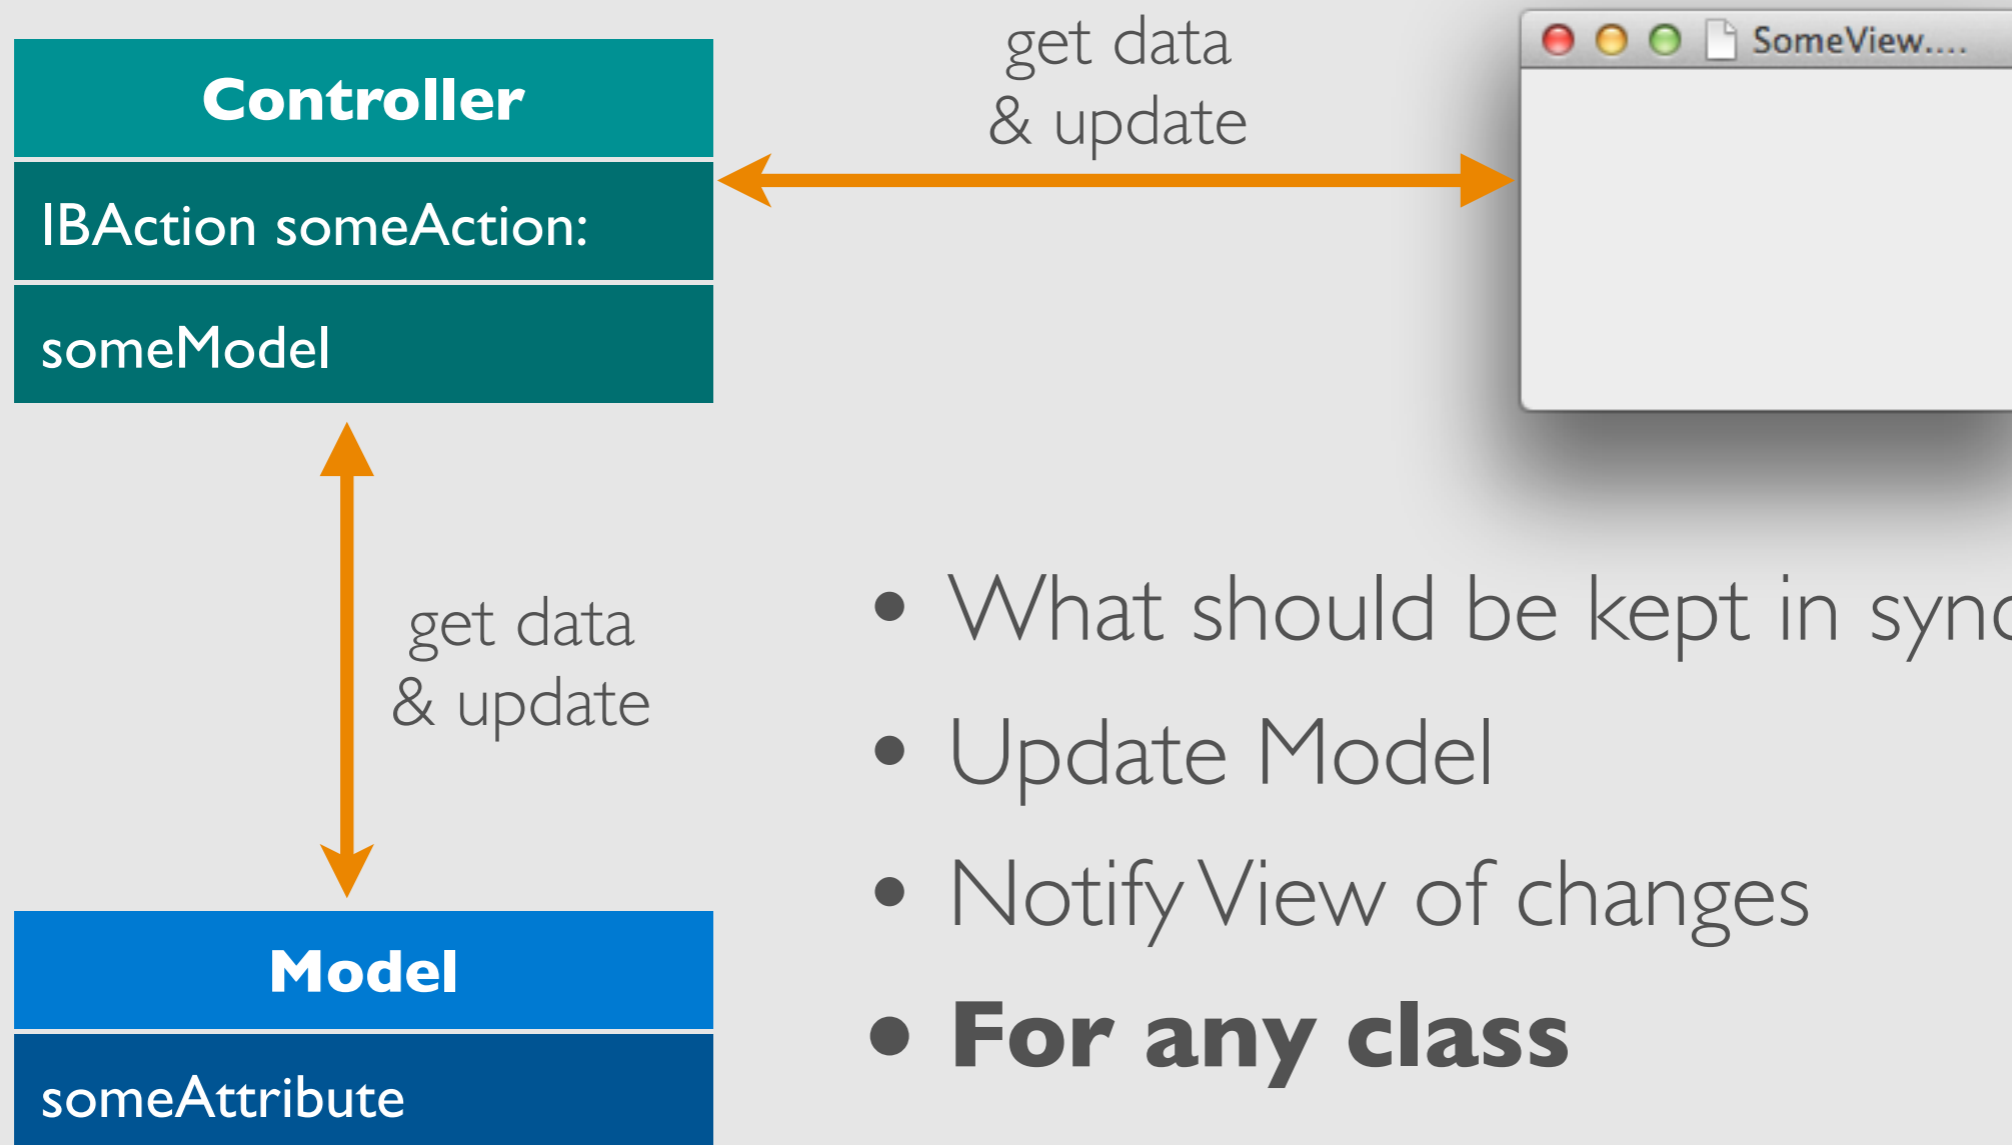 Controller
IBAction someAction:
someModel
get data
& update
SomeView....
get data
& update
• What should be kept in sync
• Update Model
• Notify View of changes
• For any class
Model
someAttribute